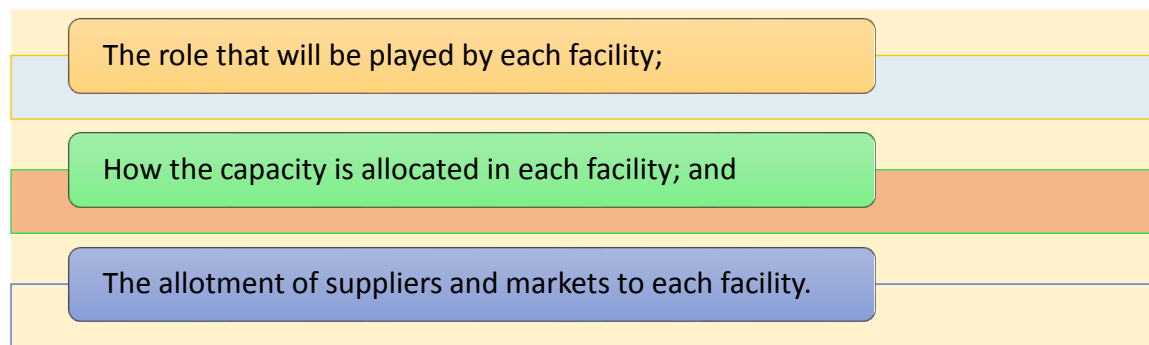 The role that will be played by each facility;
How the capacity is allocated in each facility; and
The allotment of suppliers and markets to each facility.